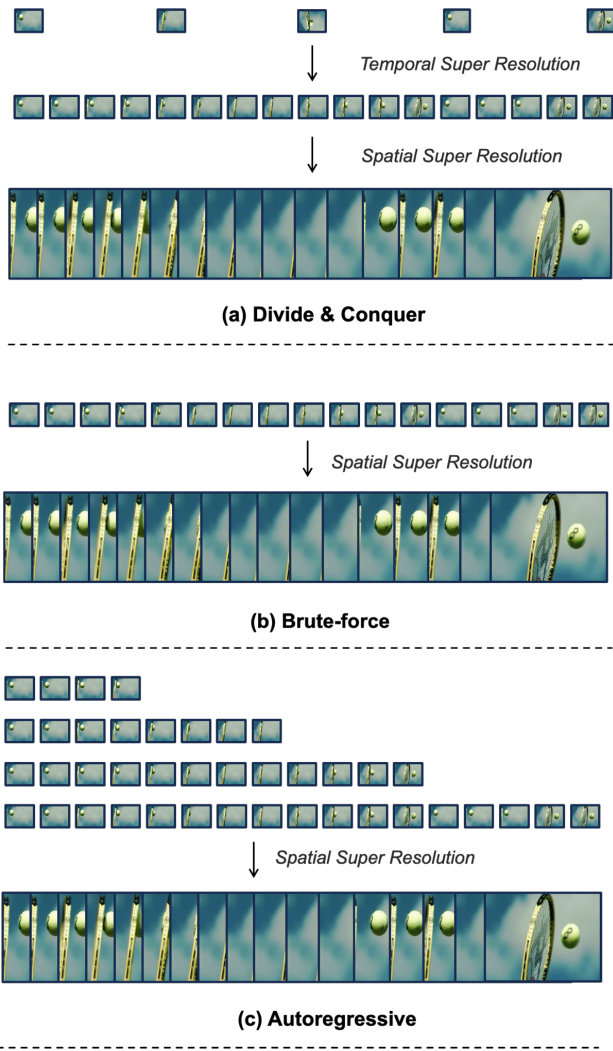 Temporal Super Resolution
Spatial Super Resolution
(a) Divide & Conquer
Spatial Super Resolution
(b) Brute-force
Spatial Super Resolution
(c) Autoregressive